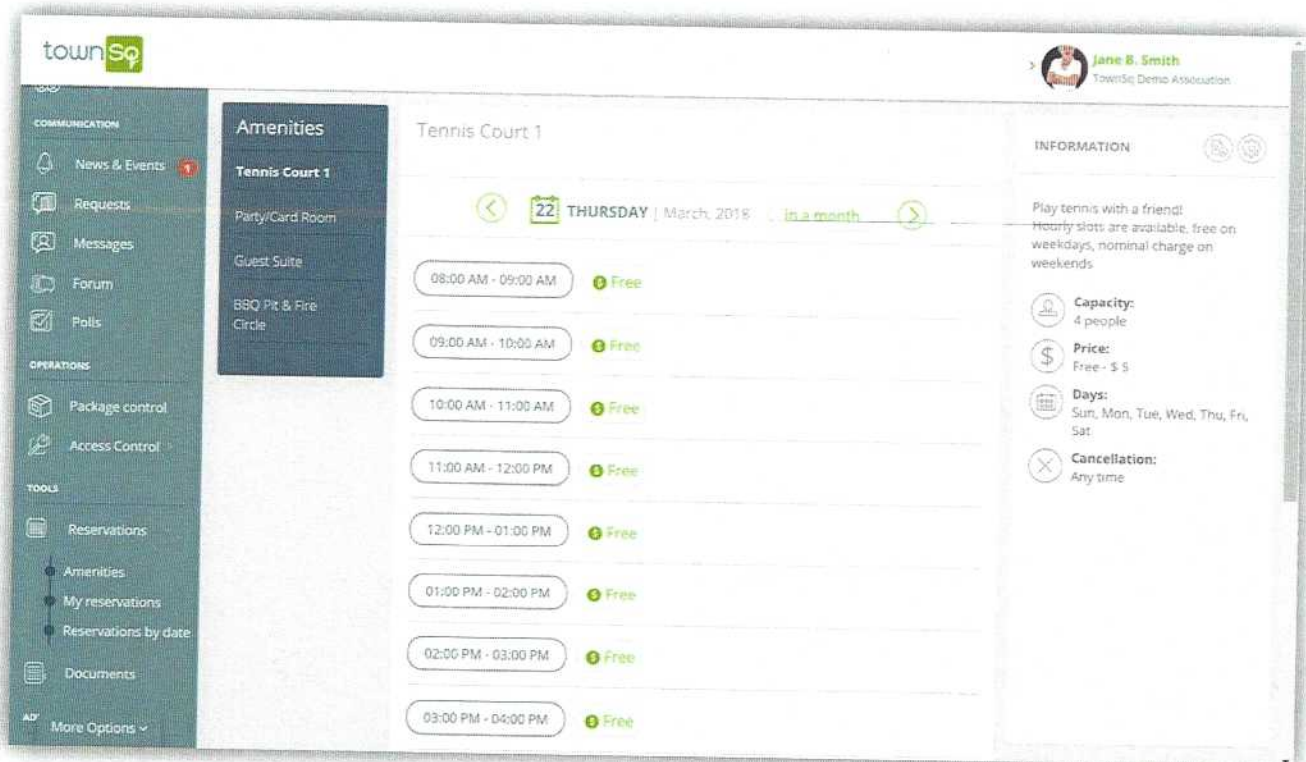 town Sq
Jane B. Smith
TownSq Demo Association
COMMUNICATION
News & Events 1
Requests
Messages
Forum
Polls
OPERATIONS
Package control
Access Control
TOOLS
Reservations
Amenities
My reservations
Reservations by date
Documents
AD
More Options
Amenities
Tennis Court 1
Party/Card Room
Guest Suite
BBQ Pit & Fire
Circle
Tennis Court 1
22 THURSDAY | March, 2018 in a month
08:00 AM - 09:00 AM $ Free
09:00 AM - 10:00 AM $ Free
10:00 AM - 11:00 AM $ Free
11:00 AM - 12:00 PM $ Free
12:00 PM - 01:00 PM $ Free
01:00 PM - 02:00 PM $ Free
02:00 PM - 03:00 PM $ Free
03:00 PM - 04:00 PM $ Free
INFORMATION
Play tennis with a friend!
Hourly slots are available, free on
weekdays, nominal charge on
weekends
Capacity:
4 people
$ Price:
Free - $ 5
Days:
Sun, Mon, Tue, Wed, Thu, Fri,
Sat
Cancellation:
Any time